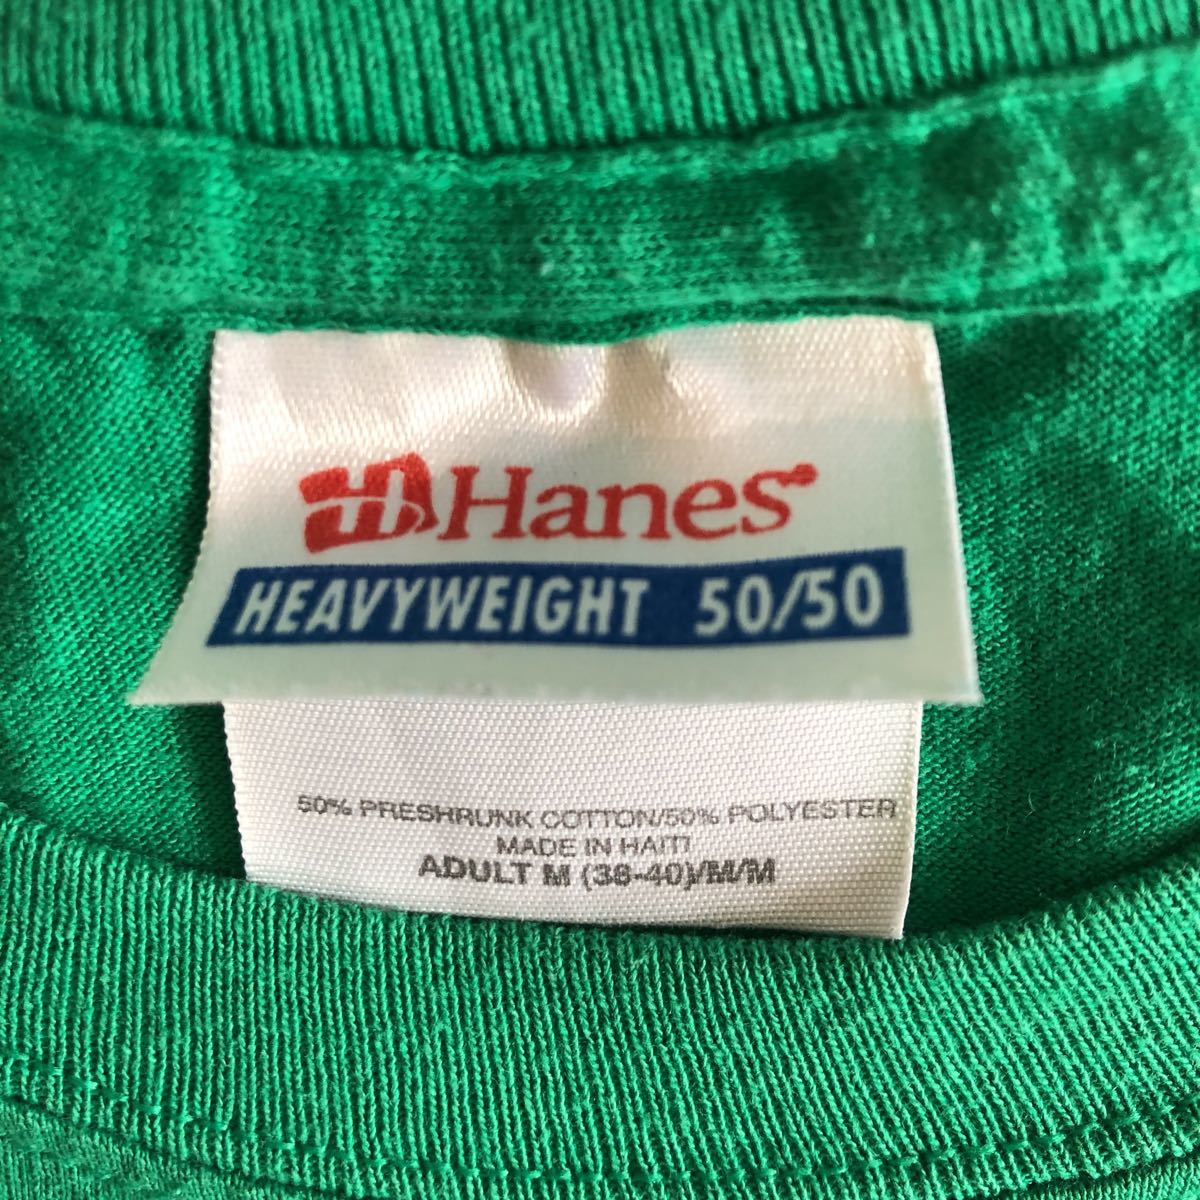 Hanes
HEAVYWEIGHT 50/50
50% PRESHRUNK COTTON/50% POLYESTER
MADE IN HAITI
ADULT M (38-40)/M/M